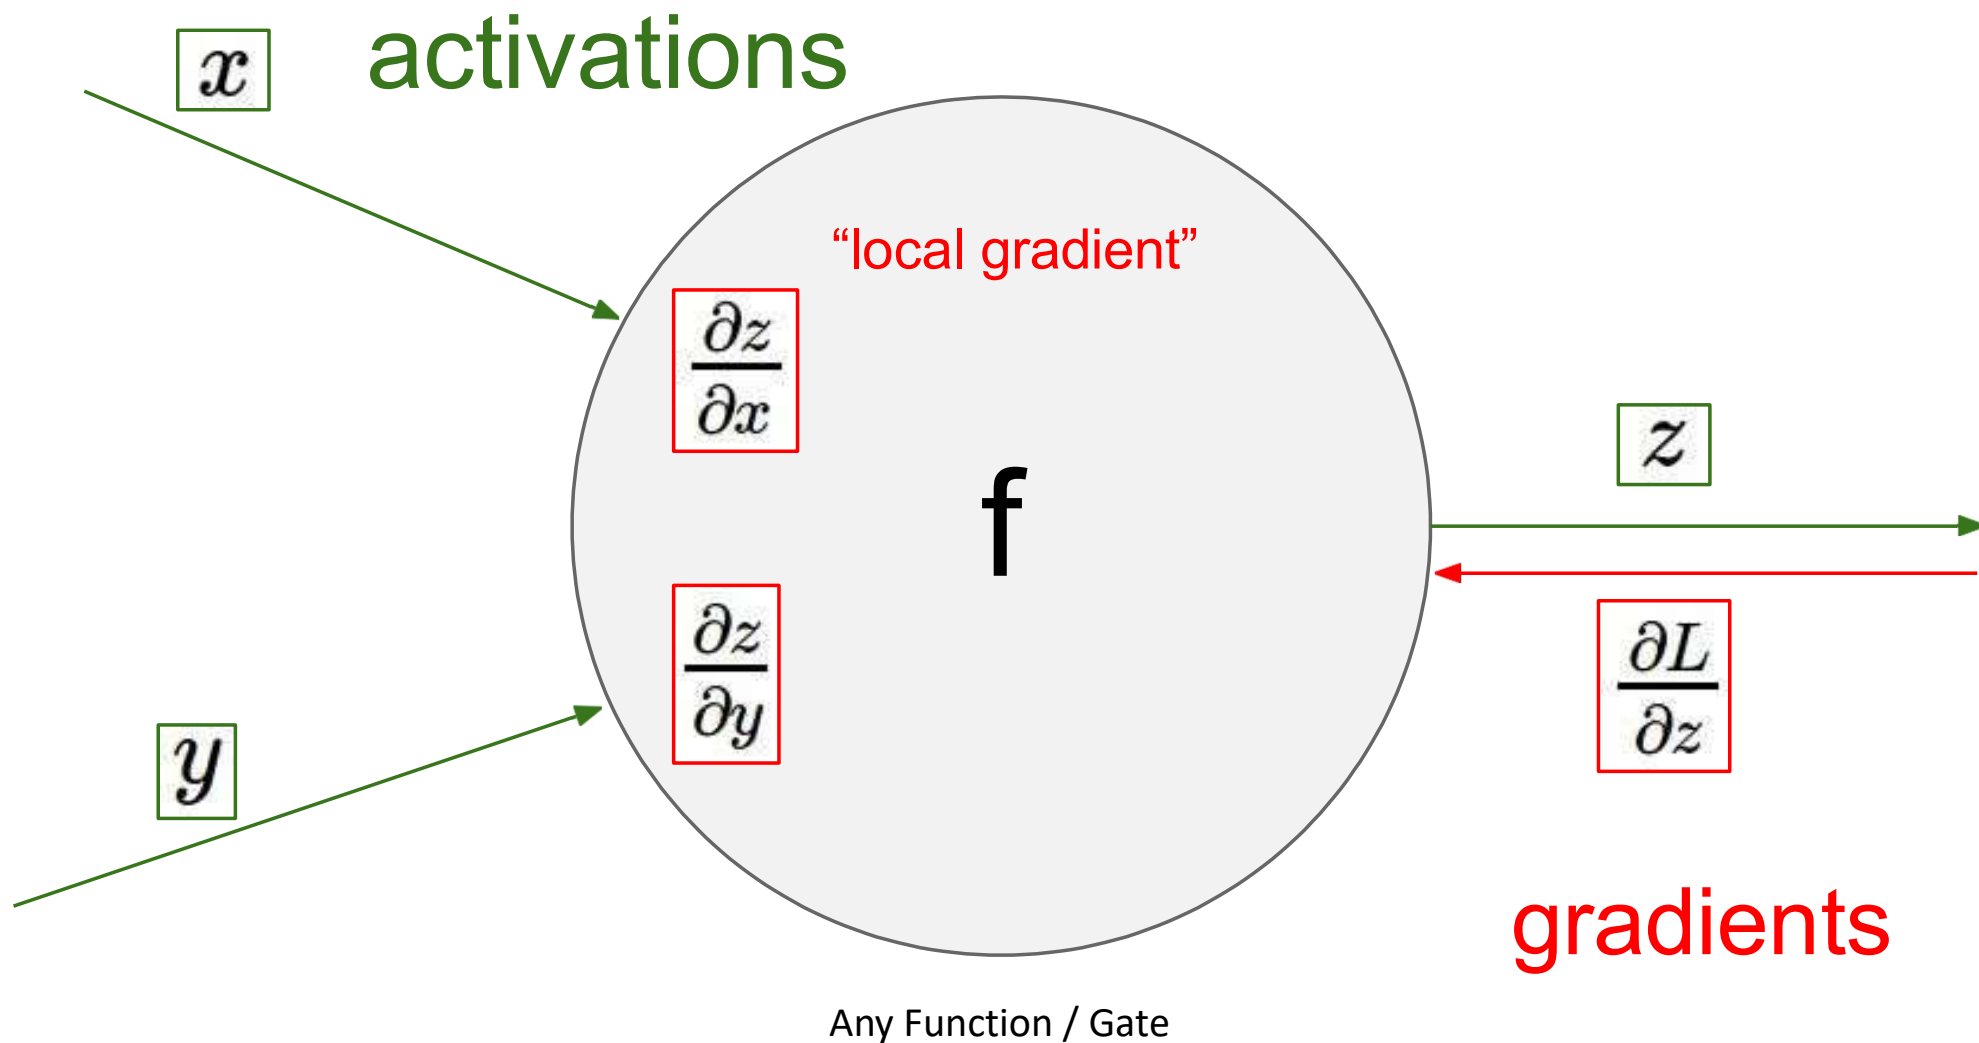 x
activations
“local gradient”
∂z
∂x
f
z
∂z
∂y
∂L
∂z
y
gradients
Any Function / Gate